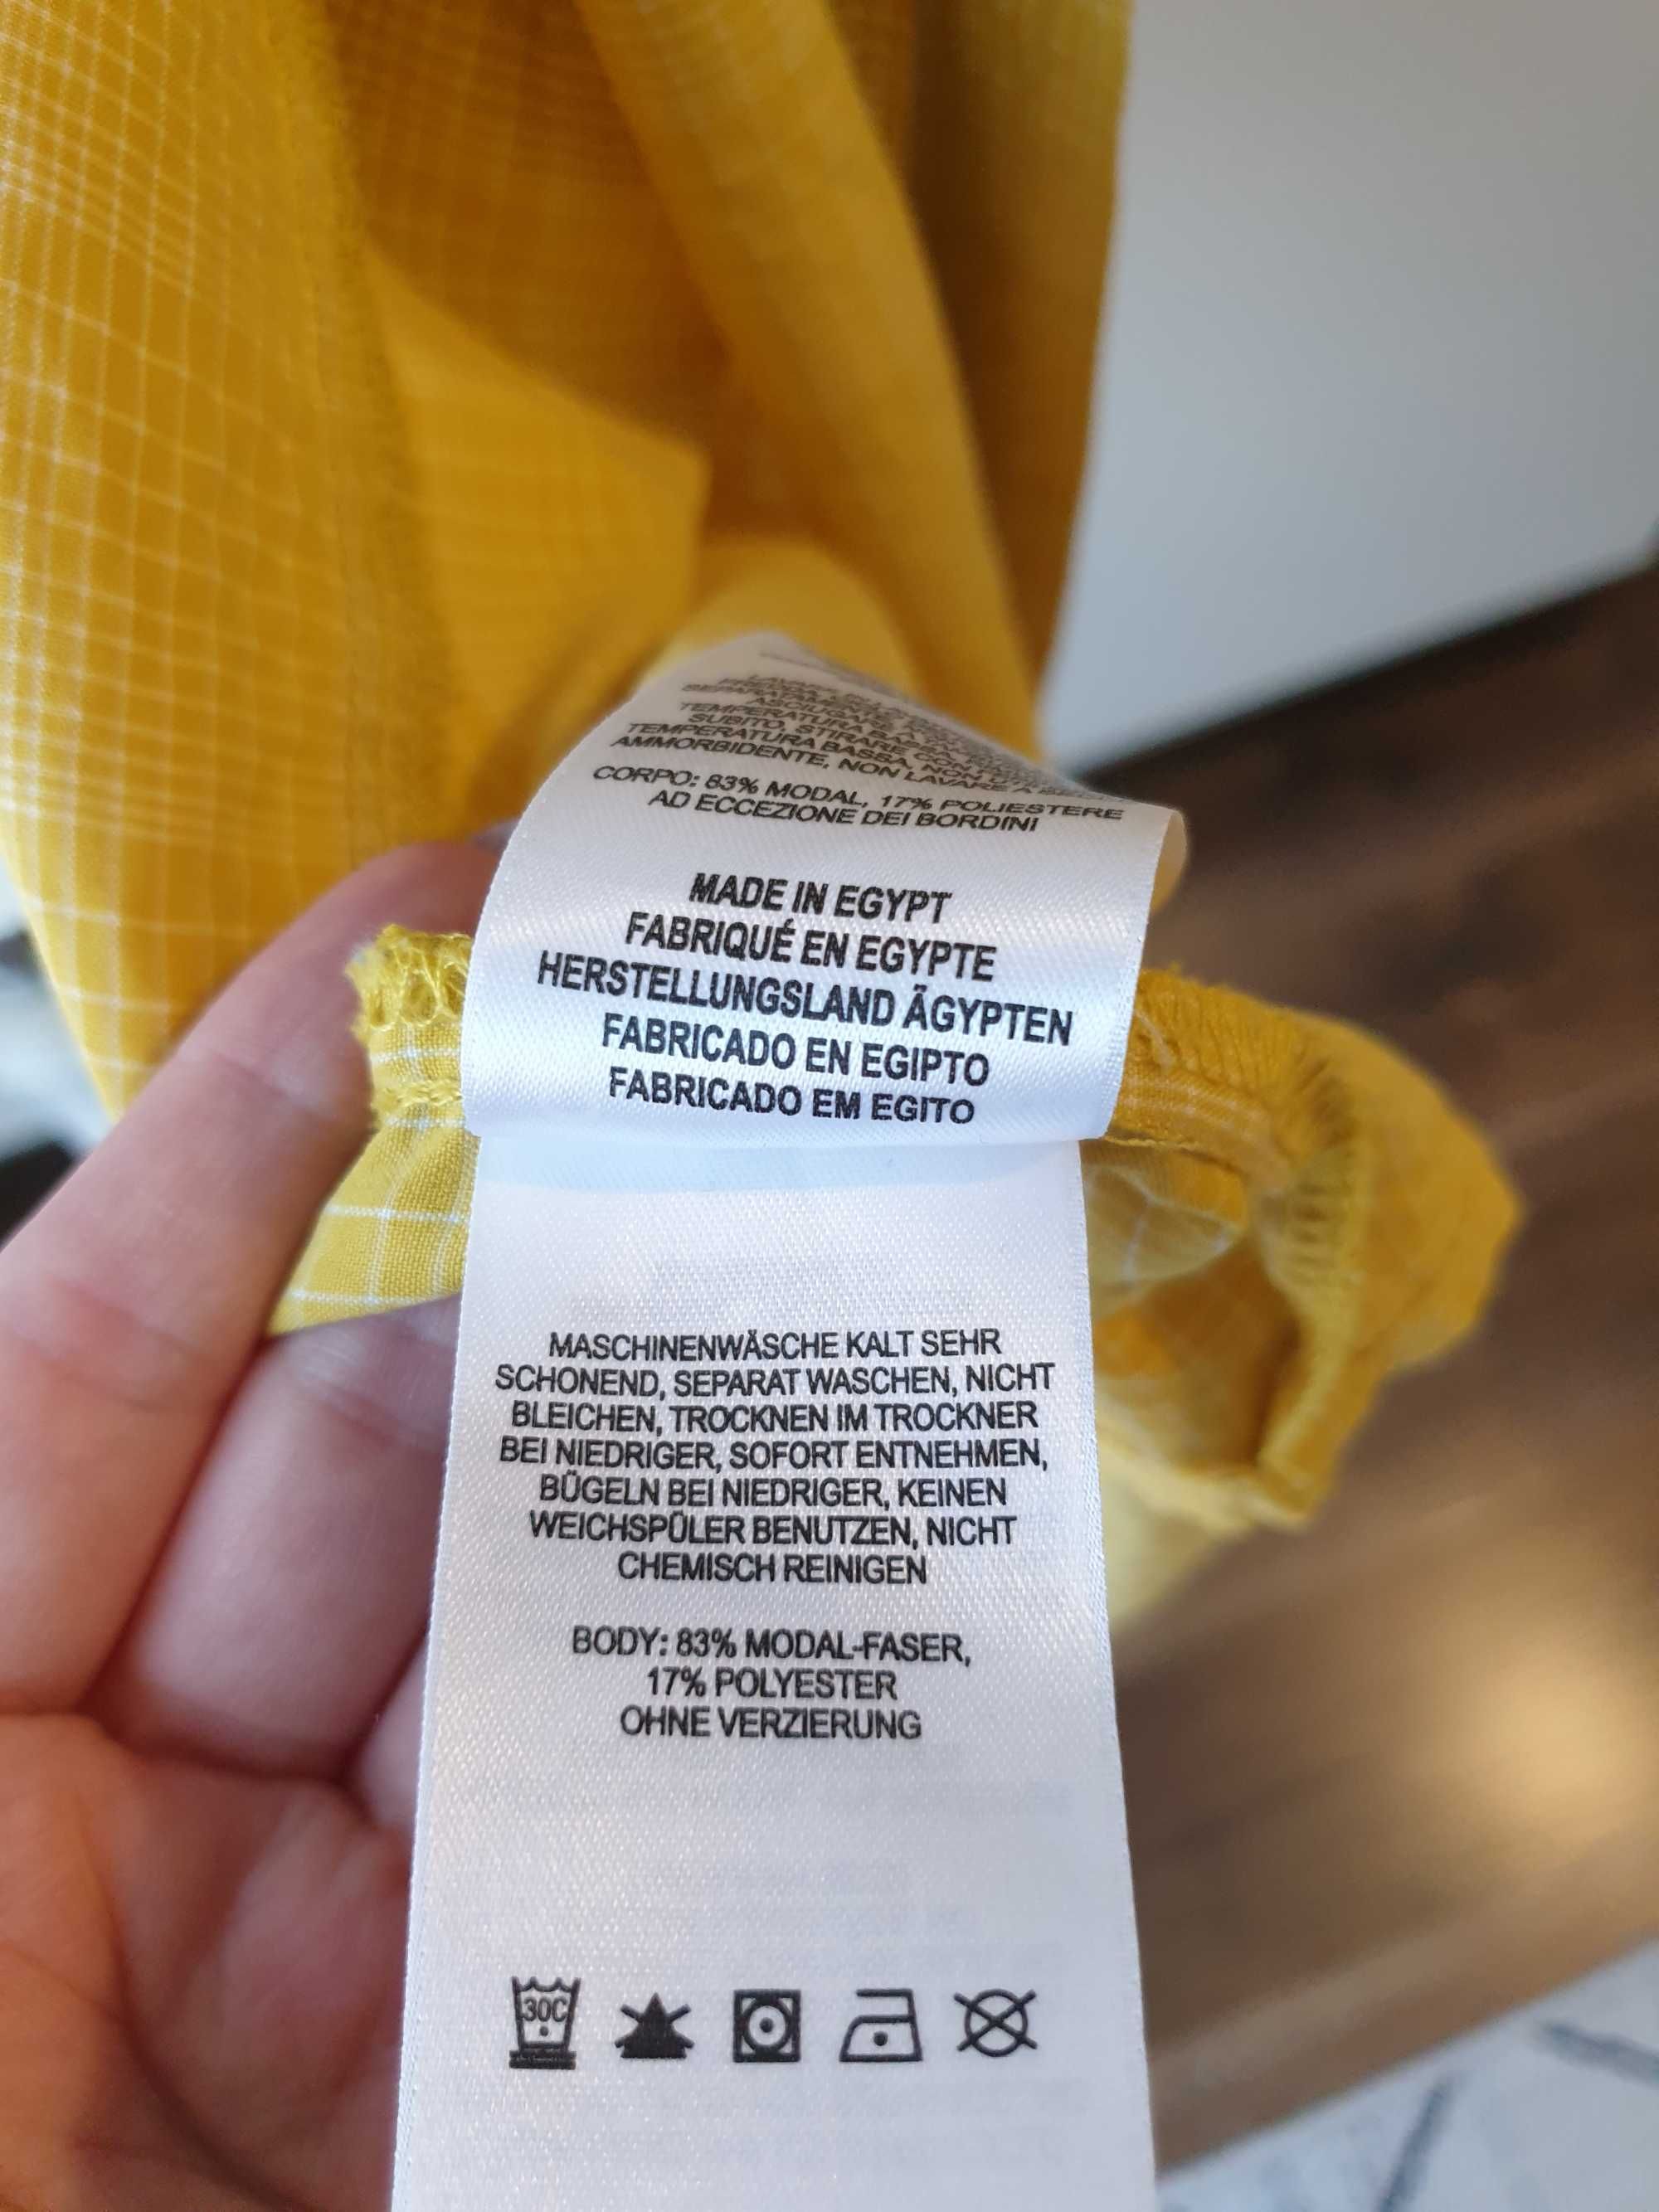 SUBITO, STIRARE CON
TEMPERATURA BASSA, NON
AMMORBIDENTE, NON LAVARE A
CORPO: 83% MODAL, 17% POLIESTERE
AD ECCEZIONE DEI BORDINI
MADE IN EGYPT
FABRIQUÉ EN EGYPTE
HERSTELLUNGSLAND ÄGYPTEN
FABRICADO EN EGIPTO
FABRICADO EM EGITO
MASCHINENWÄSCHE KALT SEHR
SCHONEND, SEPARAT WASCHEN, NICHT
BLEICHEN, TROCKNEN IM TROCKNER
BEI NIEDRIGER, SOFORT ENTNEHMEN,
BÜGELN BEI NIEDRIGER, KEINEN
WEICHSPÜLER BENUTZEN, NICHT
CHEMISCH REINIGEN
BODY: 83% MODAL-FASER,
17% POLYESTER
OHNE VERZIERUNG
30C